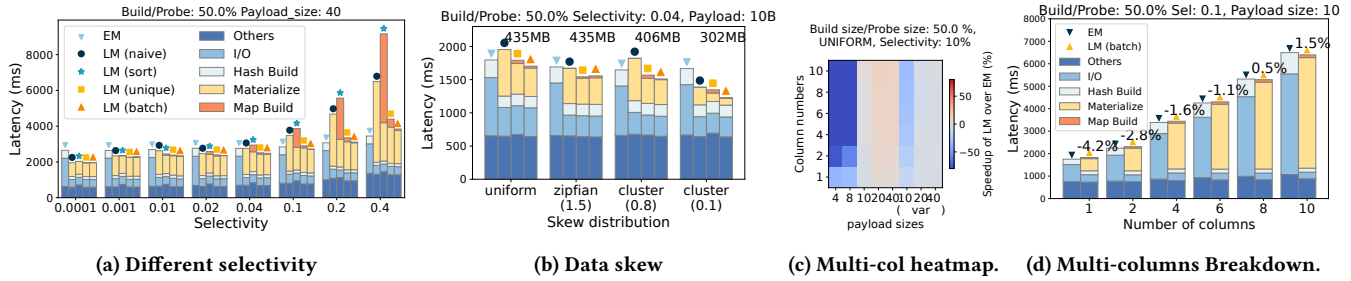 Build/Probe: 50.0% Payload_size: 40
Latency (ms)
8000
6000
4000
2000
0
EM
LM (naive)
LM (sort)
LM (unique)
LM (batch)
Others
I/O
Hash Build
Materialize
Map Build
0.0001 0.001 0.01 0.02 0.04 0.1 0.2 0.4
Selectivity
(a) Different selectivity
Build/Probe: 50.0% Selectivity: 0.04, Payload: 10B
435MB 435MB 406MB 302MB
Latency (ms)
2000
1500
1000
500
0
uniform zipfian cluster cluster
(1.5) (0.8) (0.1)
Skew distribution
(b) Data skew
Build size/Probe size: 50.0 %,
UNIFORM, Selectivity: 10%
Column numbers
11
8
6
4
2
1
4 8 10 20 40 10 20 40
( var )
payload sizes
50
0
−50
Speedup of LM over EM (%)
(c) Multi-col heatmap.
Build/Probe: 50.0% Sel: 0.1, Payload size: 10
Latency (ms)
8000
7000
6000
5000
4000
3000
2000
1000
0
EM
LM (batch)
Others
I/O
Hash Build
Materialize
Map Build
-4.2% -2.8% -1.6% -1.1% 0.5% 1.5%
1 2 4 6 8 10
Number of columns
(d) Multi-columns Breakdown.